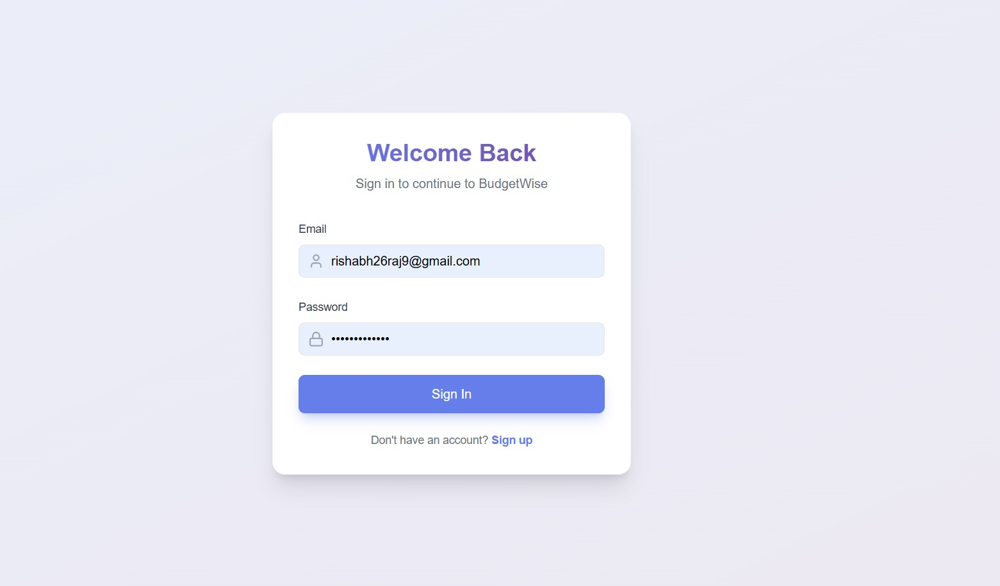 Welcome Back
Sign in to continue to BudgetWise
Email
rishabh26raj9@gmail.com
Password
•••••••••••••
Sign In
Don't have an account? Sign up